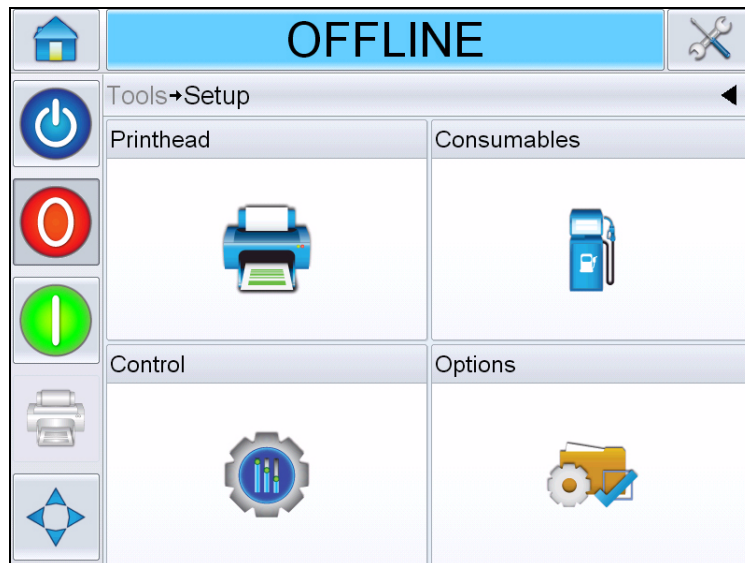 OFFLINE
Tools→Setup
Printhead
Consumables
Control
Options